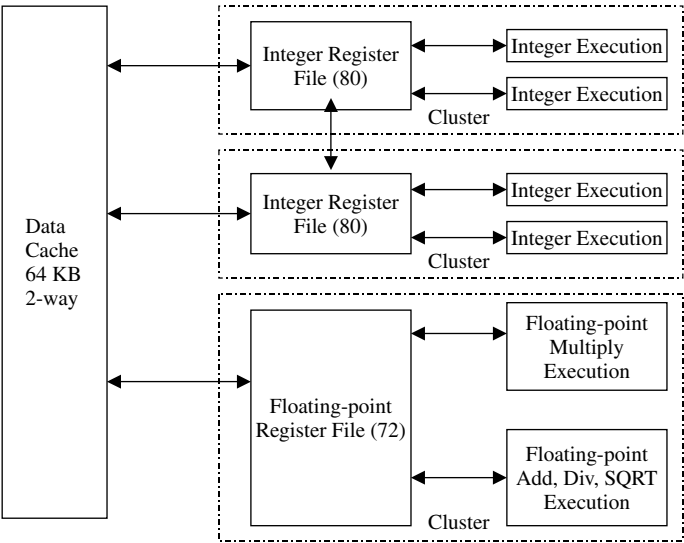 Data
Cache
64 KB
2-way
Integer Register
File (80)
Integer Execution
Integer Execution
Cluster
Integer Register
File (80)
Integer Execution
Integer Execution
Cluster
Floating-point
Register File (72)
Floating-point
Multiply
Execution
Floating-point
Add, Div, SQRT
Execution
Cluster